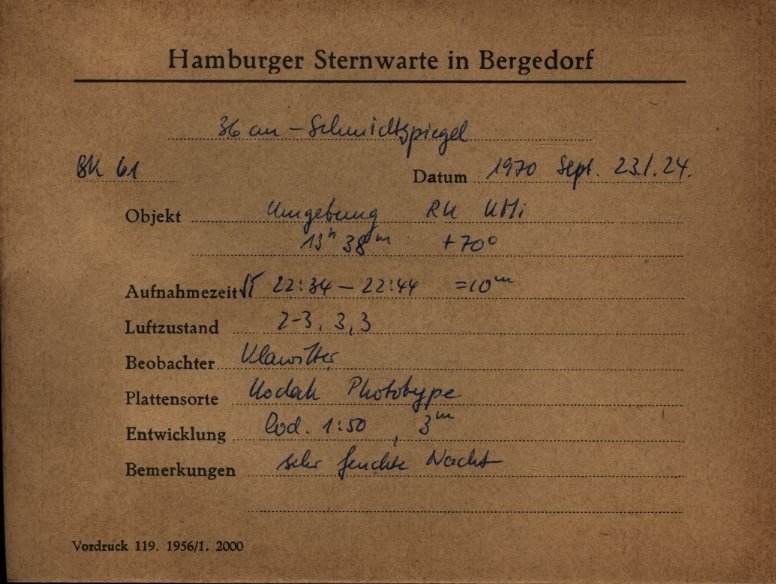 Hamburger Sternwarte in Bergedorf
36 cm - Schmidtspiegel
BK 61 Datum 1970 Sept. 23./24.
Objekt Umgebung RU UMi
13h 38m +70°
Aufnahmezeit 22:34 - 22:44 =10m
Luftzustand 2-3, 3, 3
Beobachter Klawitter
Plattensorte Kodak Phototype
Entwicklung Rod. 1:50, 3m
Bemerkungen sehr feuchte Nacht
Vordruck 119. 1956/1. 2000